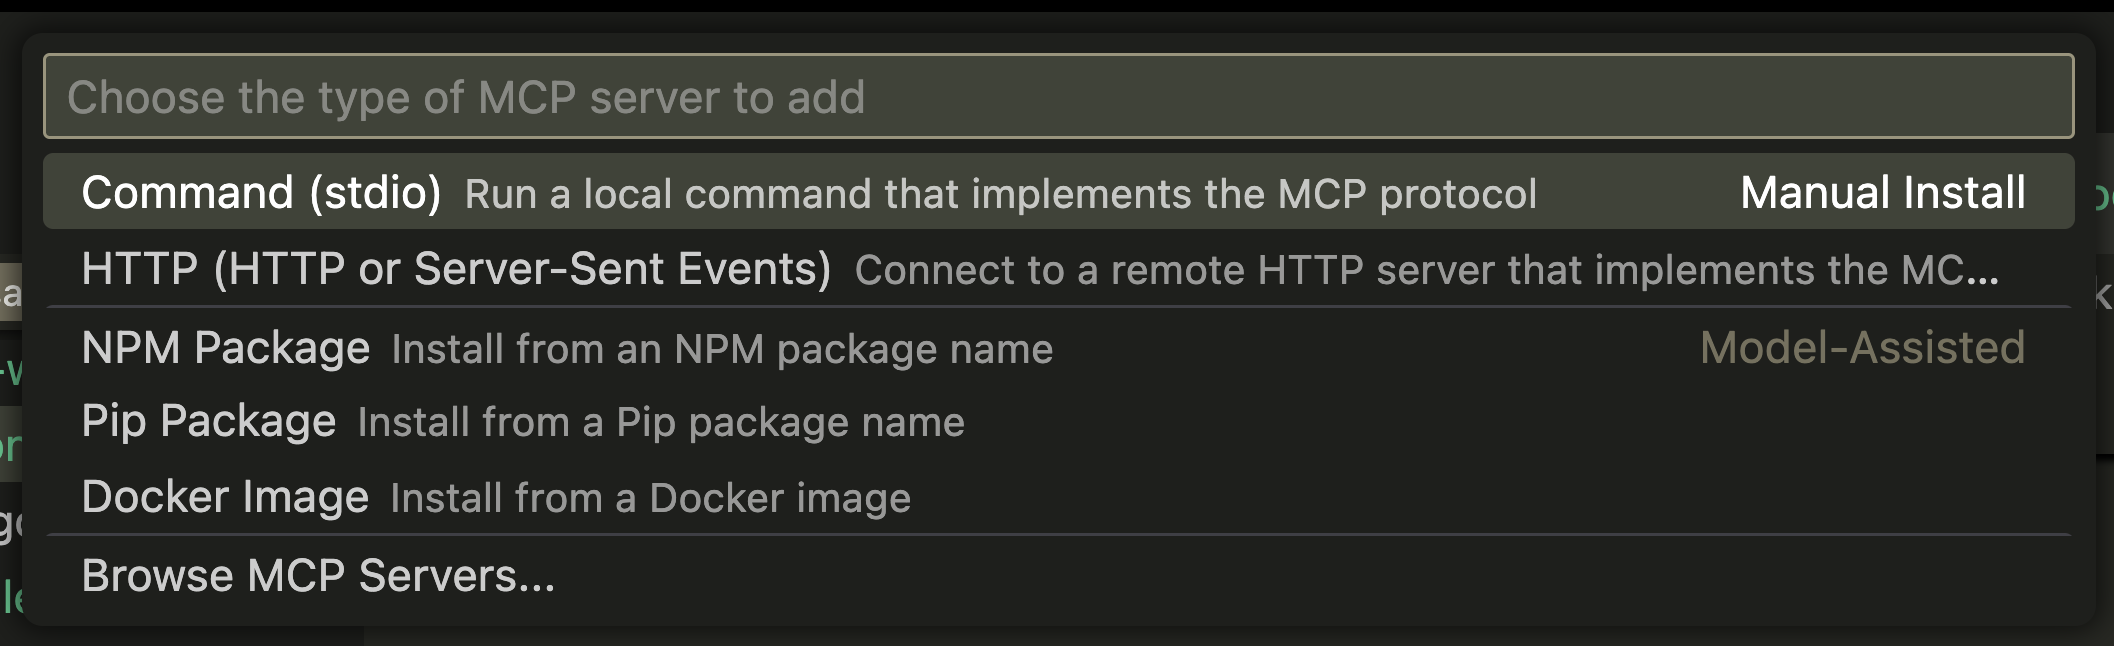 Choose the type of MCP server to add
Command (stdio) Run a local command that implements the MCP protocol Manual Install
HTTP (HTTP or Server-Sent Events) Connect to a remote HTTP server that implements the MC...
NPM Package Install from an NPM package name Model-Assisted
Pip Package Install from a Pip package name
Docker Image Install from a Docker image
Browse MCP Servers...